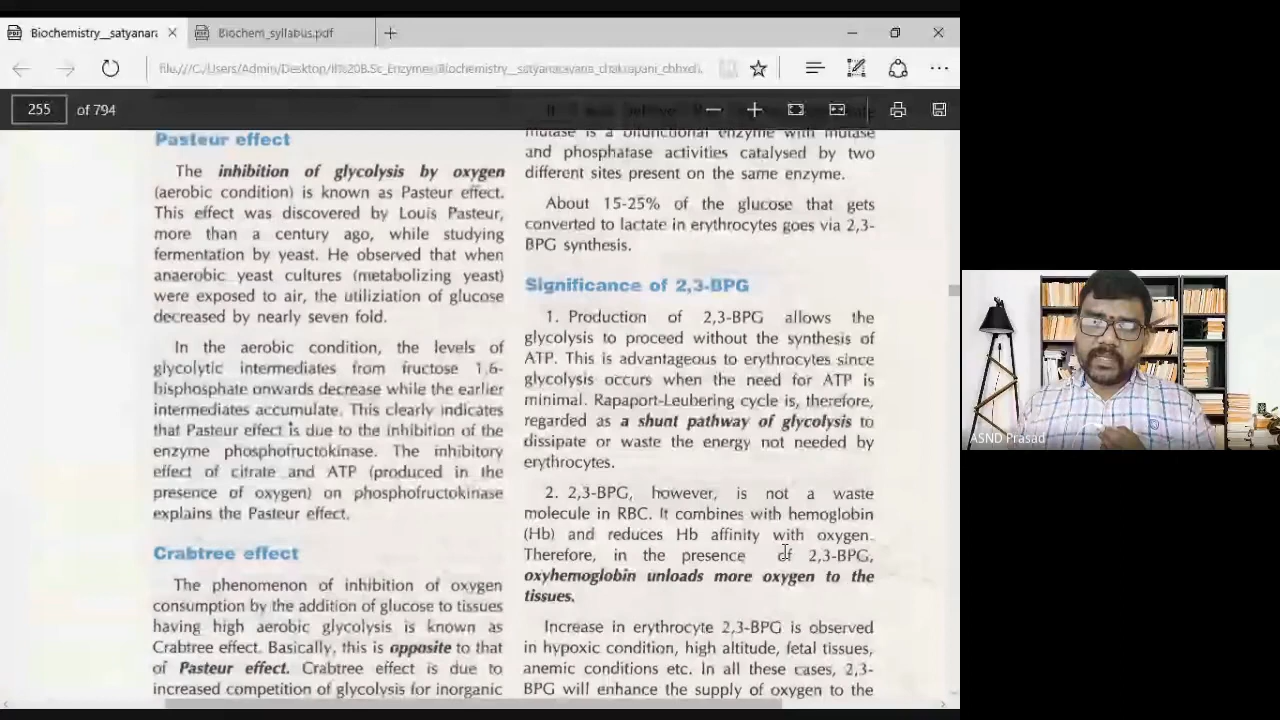 Biochemistry__satyanara
Biochem_syllabus.pdf
255 of 794
Pasteur effect
The inhibition of glycolysis by oxygen
(aerobic condition) is known as Pasteur effect.
This effect was discovered by Louis Pasteur,
more than a century ago, while studying
fermentation by yeast. He observed that when
anaerobic yeast cultures (metabolizing yeast)
were exposed to air, the utiliziation of glucose
decreased by nearly seven fold.
In the aerobic condition, the levels of
glycolytic intermediates from fructose 1,6-
bisphosphate onwards decrease while the earlier
intermediates accumulate. This clearly indicates
that Pasteur effect is due to the inhibition of the
enzyme phosphofructokinase. The inhibitory
effect of citrate and ATP (produced in the
presence of oxygen) on phosphofructokinase
explains the Pasteur effect.
Crabtree effect
The phenomenon of inhibition of oxygen
consumption by the addition of glucose to tissues
having high aerobic glycolysis is known as
Crabtree effect. Basically, this is opposite to that
of Pasteur effect. Crabtree effect is due to
increased competition of glycolysis for inorganic
mutase is a bifunctional enzyme with mutase
and phosphatase activities catalysed by two
different sites present on the same enzyme.
About 15-25% of the glucose that gets
converted to lactate in erythrocytes goes via 2,3-
BPG synthesis.
Significance of 2,3-BPG
1. Production of 2,3-BPG allows the
glycolysis to proceed without the synthesis of
ATP. This is advantageous to erythrocytes since
glycolysis occurs when the need for ATP is
minimal. Rapaport-Leubering cycle is, therefore,
regarded as a shunt pathway of glycolysis to
dissipate or waste the energy not needed by
erythrocytes.
2. 2,3-BPG, however, is not a waste
molecule in RBC. It combines with hemoglobin
(Hb) and reduces Hb affinity with oxygen.
Therefore, in the presence of 2,3-BPG,
oxyhemoglobin unloads more oxygen to the
tissues.
Increase in erythrocyte 2,3-BPG is observed
in hypoxic condition, high altitude, fetal tissues,
anemic conditions etc. In all these cases, 2,3-
BPG will enhance the supply of oxygen to the
ASND Prasad